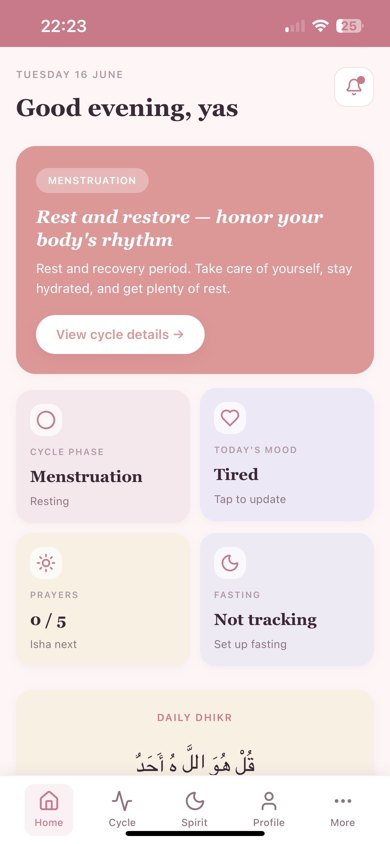 22:23
25
TUESDAY 16 JUNE
Good evening, yas
MENSTRUATION
Rest and restore — honor your
body's rhythm
Rest and recovery period. Take care of yourself, stay
hydrated, and get plenty of rest.
View cycle details →
CYCLE PHASE
Menstruation
Resting
TODAY'S MOOD
Tired
Tap to update
PRAYERS
0 / 5
Isha next
FASTING
Not tracking
Set up fasting
DAILY DHIKR
قُلْ هُوَ اللَّهُ أَحَدٌ
Home
Cycle
Spirit
Profile
More